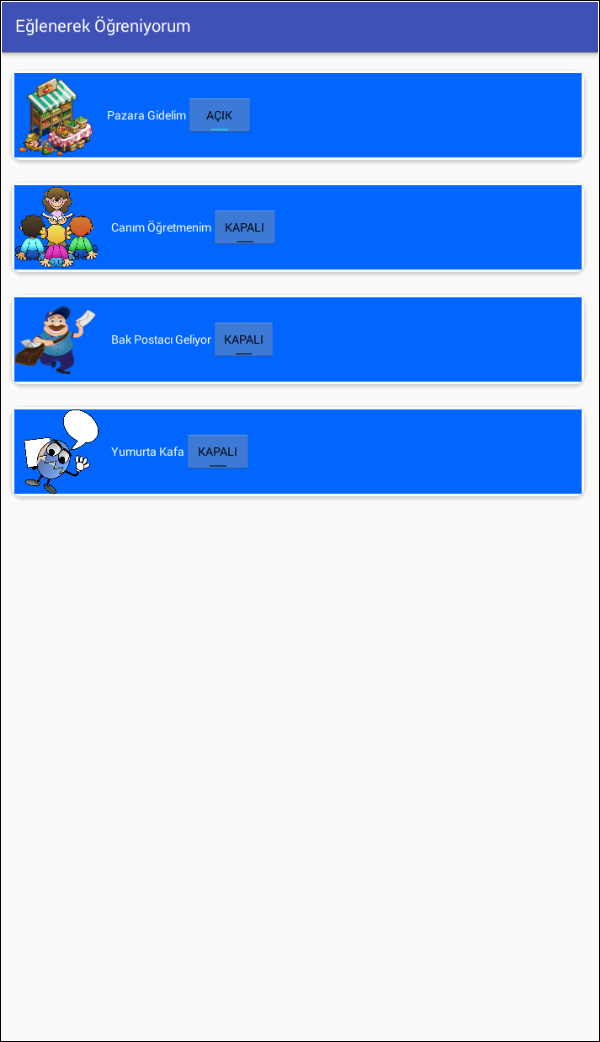 Eğlenerek Öğreniyorum
Pazara Gidelim AÇIK
Canım Öğretmenim KAPALI
Bak Postacı Geliyor KAPALI
Yumurta Kafa KAPALI